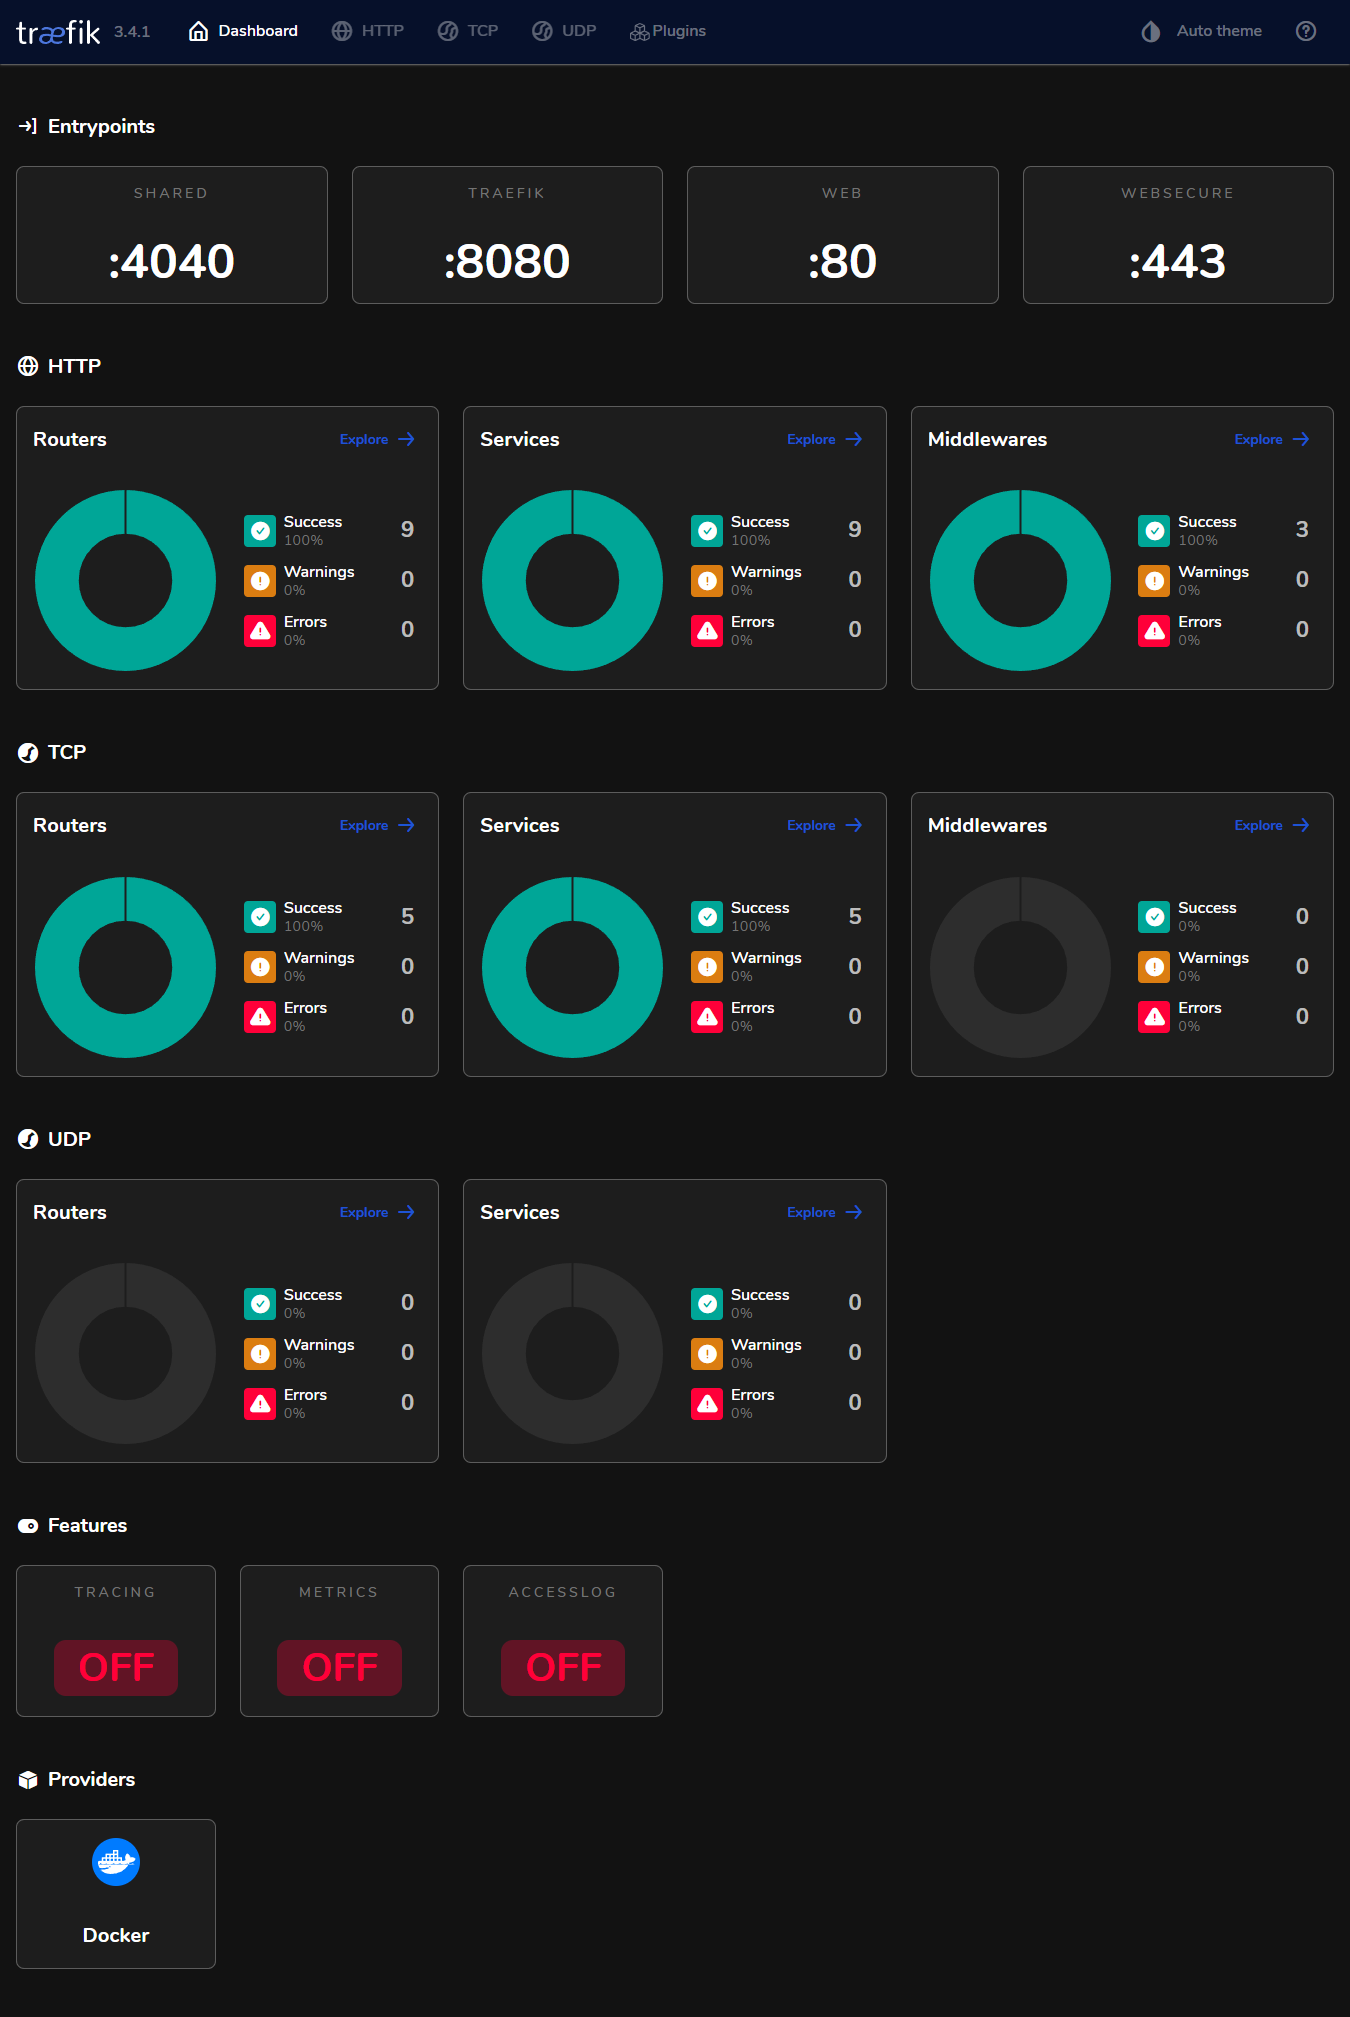 træfik 3.4.1 Dashboard HTTP TCP UDP Plugins Auto theme
Entrypoints
SHARED TRAEFIK WEB WEBSECURE
:4040 :8080 :80 :443
HTTP
Routers Explore Services Explore Middlewares Explore
Success 9 Success 9 Success 3
100% 100% 100%
Warnings 0 Warnings 0 Warnings 0
0% 0% 0%
Errors 0 Errors 0 Errors 0
0% 0% 0%
TCP
Routers Explore Services Explore Middlewares Explore
Success 5 Success 5 Success 0
100% 100% 0%
Warnings 0 Warnings 0 Warnings 0
0% 0% 0%
Errors 0 Errors 0 Errors 0
0% 0% 0%
UDP
Routers Explore Services Explore
Success 0 Success 0
0% 0%
Warnings 0 Warnings 0
0% 0%
Errors 0 Errors 0
0% 0%
Features
TRACING METRICS ACCESSLOG
OFF OFF OFF
Providers
Docker